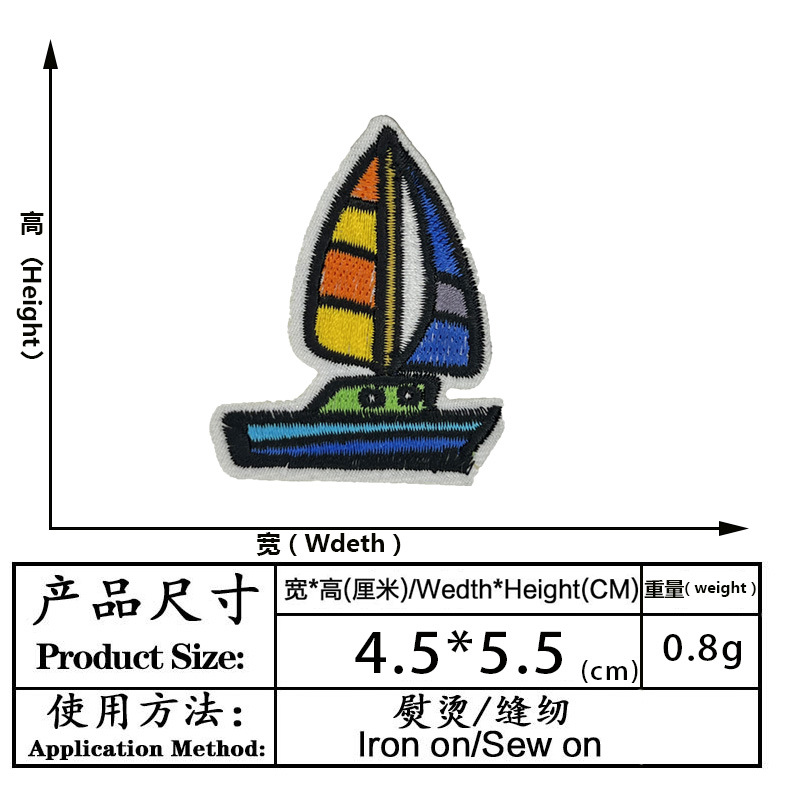 高
(Height)
宽 ( Wdeth )
产品尺寸
Product Size:
宽*高(厘米)/Wedth*Height(CM)
重量( weight )
4.5*5.5 (cm)
0.8g
使用方法:
Application Method:
熨烫/缝纫
Iron on/Sew on